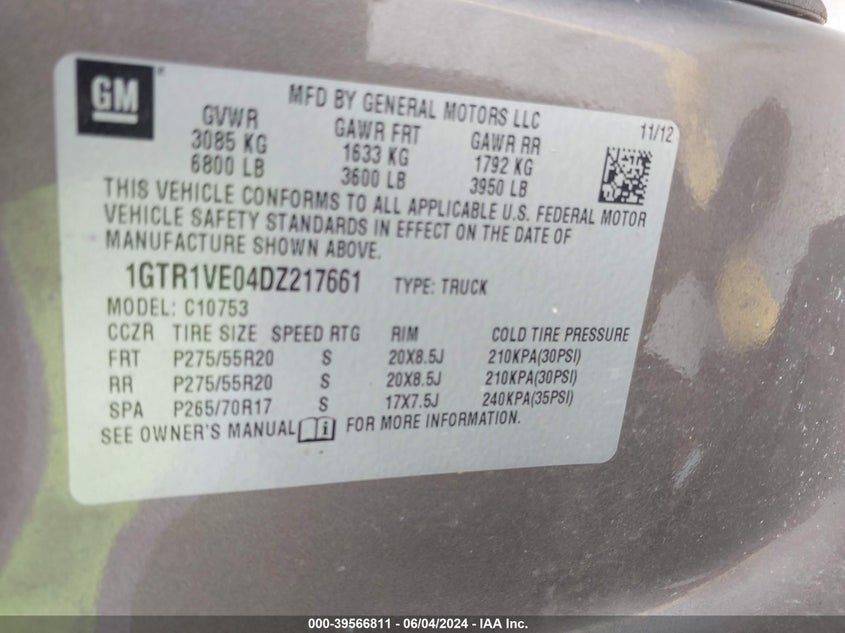 GM
MFD BY GENERAL MOTORS LLC
11/12
GVWR GAWR FRT GAWR RR
3085 KG 1633 KG 1792 KG
6800 LB 3600 LB 3950 LB
THIS VEHICLE CONFORMS TO ALL APPLICABLE U.S. FEDERAL MOTOR
VEHICLE SAFETY STANDARDS IN EFFECT ON THE DATE OF
MANUFACTURE SHOWN ABOVE.
1GTR1VE04DZ217661 TYPE: TRUCK
MODEL: C10753
CCZR TIRE SIZE SPEED RTG RIM COLD TIRE PRESSURE
FRT P275/55R20 S 20X8.5J 210KPA(30PSI)
RR P275/55R20 S 20X8.5J 210KPA(30PSI)
SPA P265/70R17 S 17X7.5J 240KPA(35PSI)
SEE OWNER'S MANUAL i FOR MORE INFORMATION.
000-39566811 - 06/04/2024 - IAA Inc.